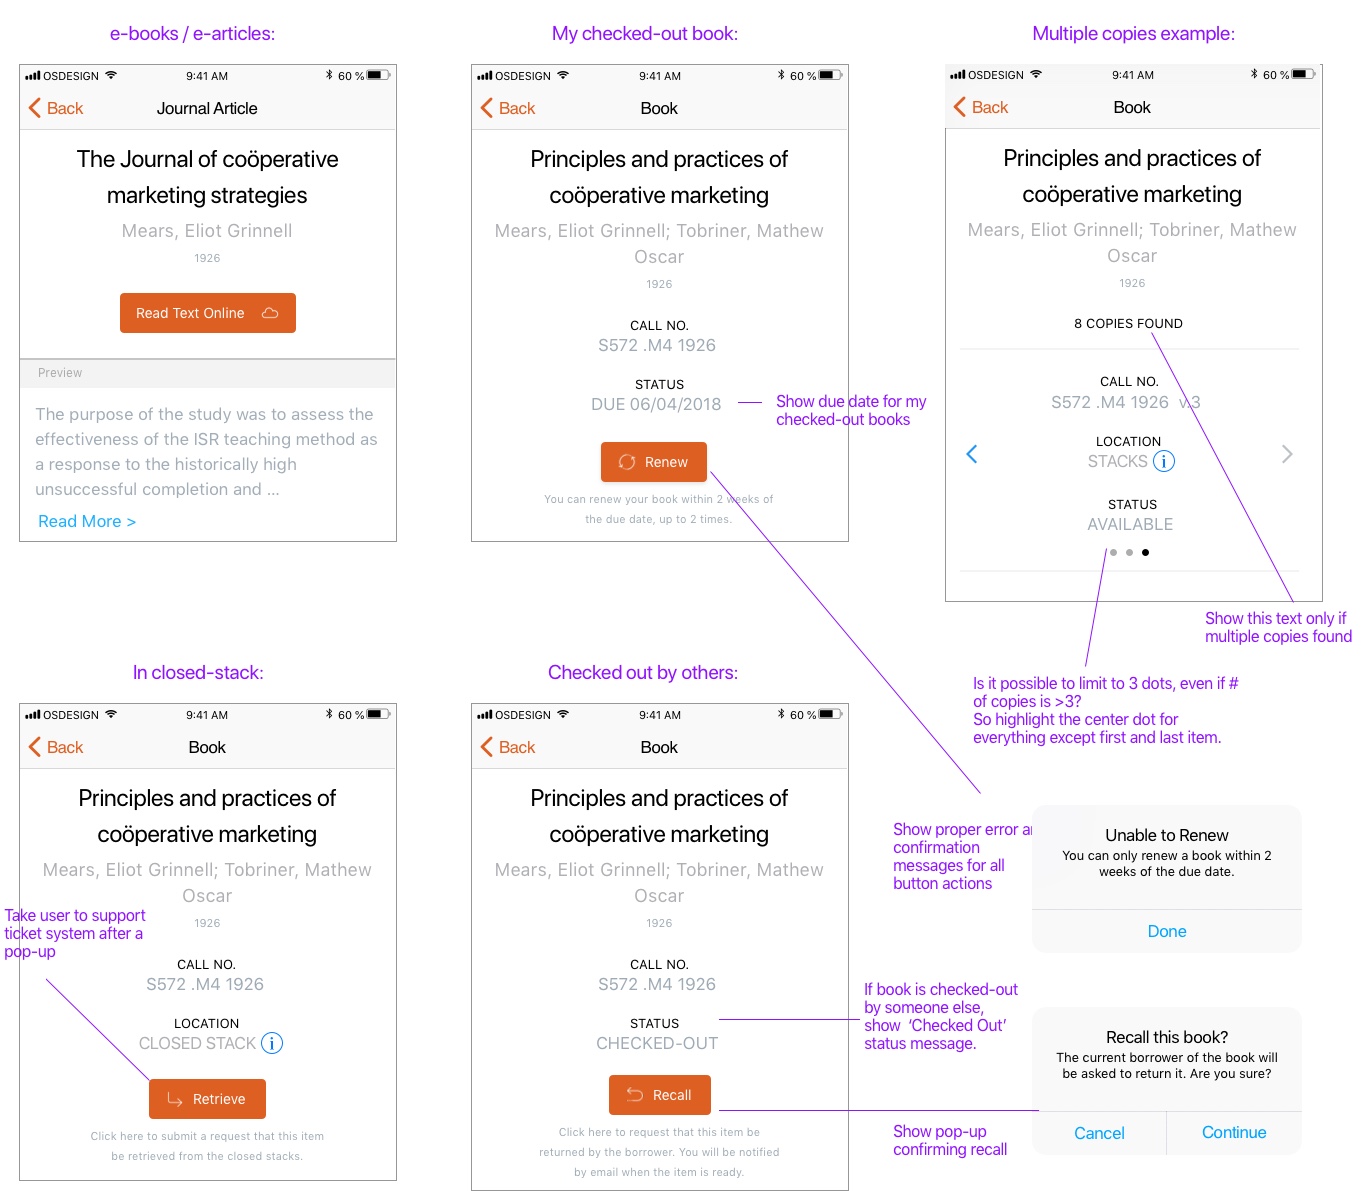 e-books / e-articles:
OSDESIGN
9:41 AM
60 %
Back
Journal Article
The Journal of coöperative
marketing strategies
Mears, Eliot Grinnell
1926
Read Text Online
Preview
The purpose of the study was to assess the
effectiveness of the ISR teaching method as
a response to the historically high
unsuccessful completion and ...
Read More >
My checked-out book:
OSDESIGN
9:41 AM
60 %
Back
Book
Principles and practices of
coöperative marketing
Mears, Eliot Grinnell; Tobriner, Mathew
Oscar
1926
CALL NO.
S572 .M4 1926
STATUS
DUE 06/04/2018
Show due date for my
checked-out books
Renew
You can renew your book within 2 weeks of
the due date, up to 2 times.
Multiple copies example:
OSDESIGN
9:41 AM
60 %
Back
Book
Principles and practices of
coöperative marketing
Mears, Eliot Grinnell; Tobriner, Mathew
Oscar
1926
8 COPIES FOUND
CALL NO.
S572 .M4 1926 v.3
LOCATION
STACKS i
STATUS
AVAILABLE
Show this text only if
multiple copies found
Is it possible to limit to 3 dots, even if #
of copies is >3?
So highlight the center dot for
everything except first and last item.
In closed-stack:
OSDESIGN
9:41 AM
60 %
Back
Book
Principles and practices of
coöperative marketing
Mears, Eliot Grinnell; Tobriner, Mathew
Oscar
1926
Take user to support
ticket system after a
pop-up
CALL NO.
S572 .M4 1926
LOCATION
CLOSED STACK i
Retrieve
Click here to submit a request that this item
be retrieved from the closed stacks.
Checked out by others:
OSDESIGN
9:41 AM
60 %
Back
Book
Principles and practices of
coöperative marketing
Mears, Eliot Grinnell; Tobriner, Mathew
Oscar
1926
CALL NO.
S572 .M4 1926
STATUS
CHECKED-OUT
If book is checked-out
by someone else,
show 'Checked Out'
status message.
Recall
Click here to request that this item be
returned by the borrower. You will be notified
by email when the item is ready.
Show pop-up
confirming recall
Show proper error
confirmation
messages for all
button actions
Unable to Renew
You can only renew a book within 2
weeks of the due date.
Done
Recall this book?
The current borrower of the book will
be asked to return it. Are you sure?
Cancel
Continue